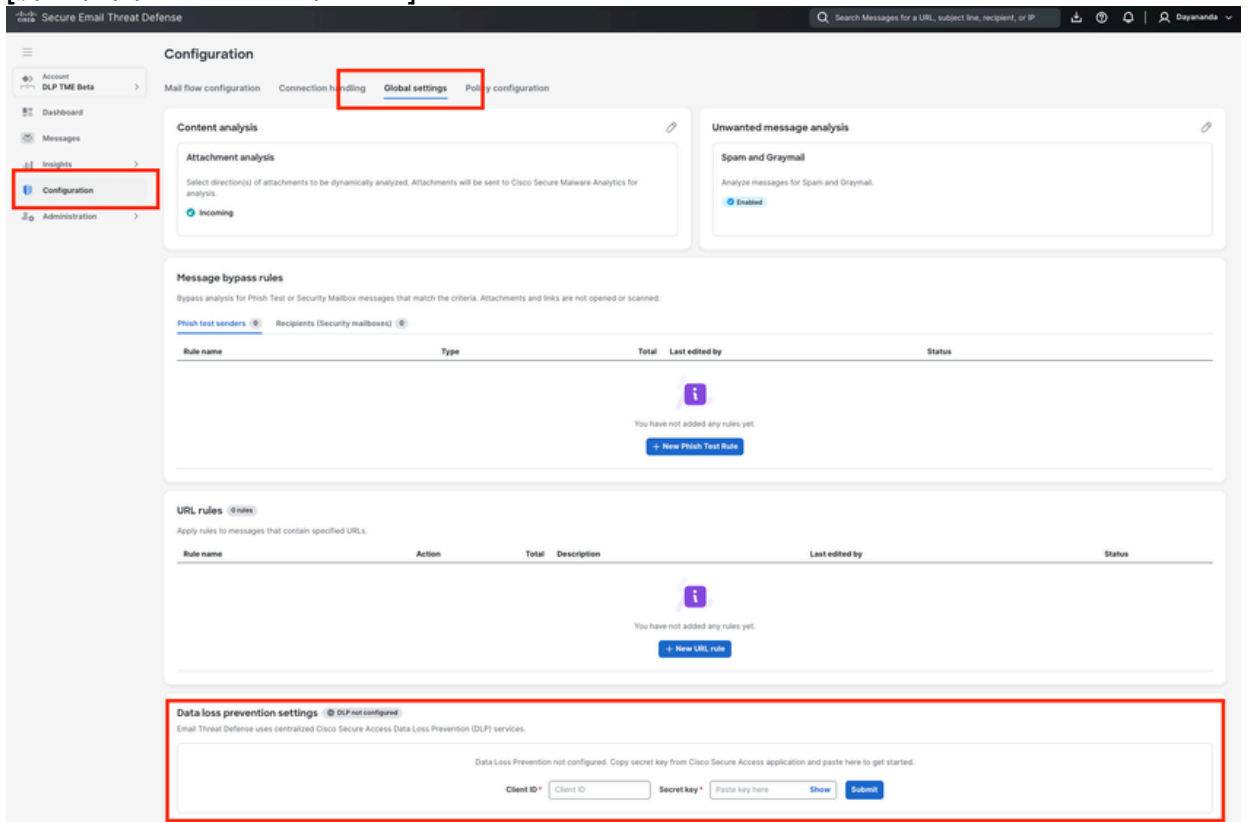 cisco Secure Email Threat Defense
Search Messages for a URL, subject line, recipient, or IP
Dayananda
Account
DLP TME Beta
Dashboard
Messages
Insights
Configuration
Administration
Configuration
Mail flow configuration Connection handling Global settings Policy configuration
Content analysis
Attachment analysis
Select direction(s) of attachments to be dynamically analyzed. Attachments will be sent to Cisco Secure Malware Analytics for
analysis.
Incoming
Unwanted message analysis
Spam and Graymail
Analyze messages for Spam and Graymail.
Enabled
Message bypass rules
Bypass analysis for Phish Test or Security Mailbox messages that match the criteria. Attachments and links are not opened or scanned.
Phish test senders 0 Recipients (Security mailboxes) 0
Rule name Type Total Last edited by Status
You have not added any rules yet.
+ New Phish Test Rule
URL rules 0 rules
Apply rules to messages that contain specified URLs.
Rule name Action Total Description Last edited by Status
You have not added any rules yet.
+ New URL rule
Data loss prevention settings DLP not configured
Email Threat Defense uses centralized Cisco Secure Access Data Loss Prevention (DLP) services.
Data Loss Prevention not configured. Copy secret key from Cisco Secure Access application and paste here to get started.
Client ID * Client ID Secret key * Paste key here Show Submit